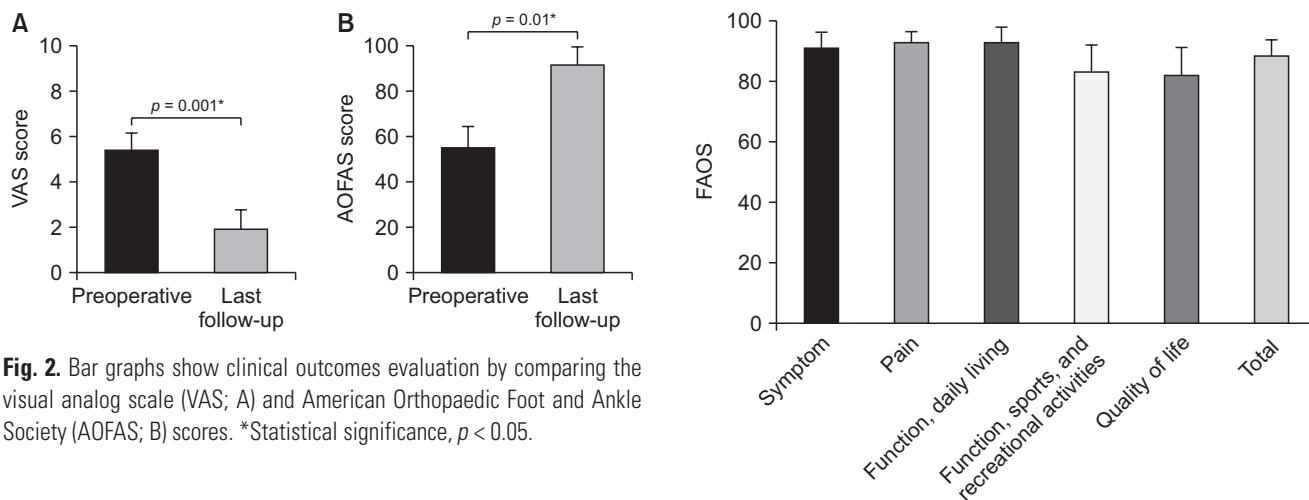 A
VAS score
10
8
6
4
2
0
p = 0.001*
Preoperative
Last
follow-up
B
AOFAS score
100
80
60
40
20
0
p = 0.01*
Preoperative
Last
follow-up
Fig. 2. Bar graphs show clinical outcomes evaluation by comparing the
visual analog scale (VAS; A) and American Orthopaedic Foot and Ankle
Society (AOFAS; B) scores. *Statistical significance, p < 0.05.
FAOS
100
80
60
40
20
0
Symptom
Pain
Function, daily living
Function, sports, and
recreational activities
Quality of life
Total